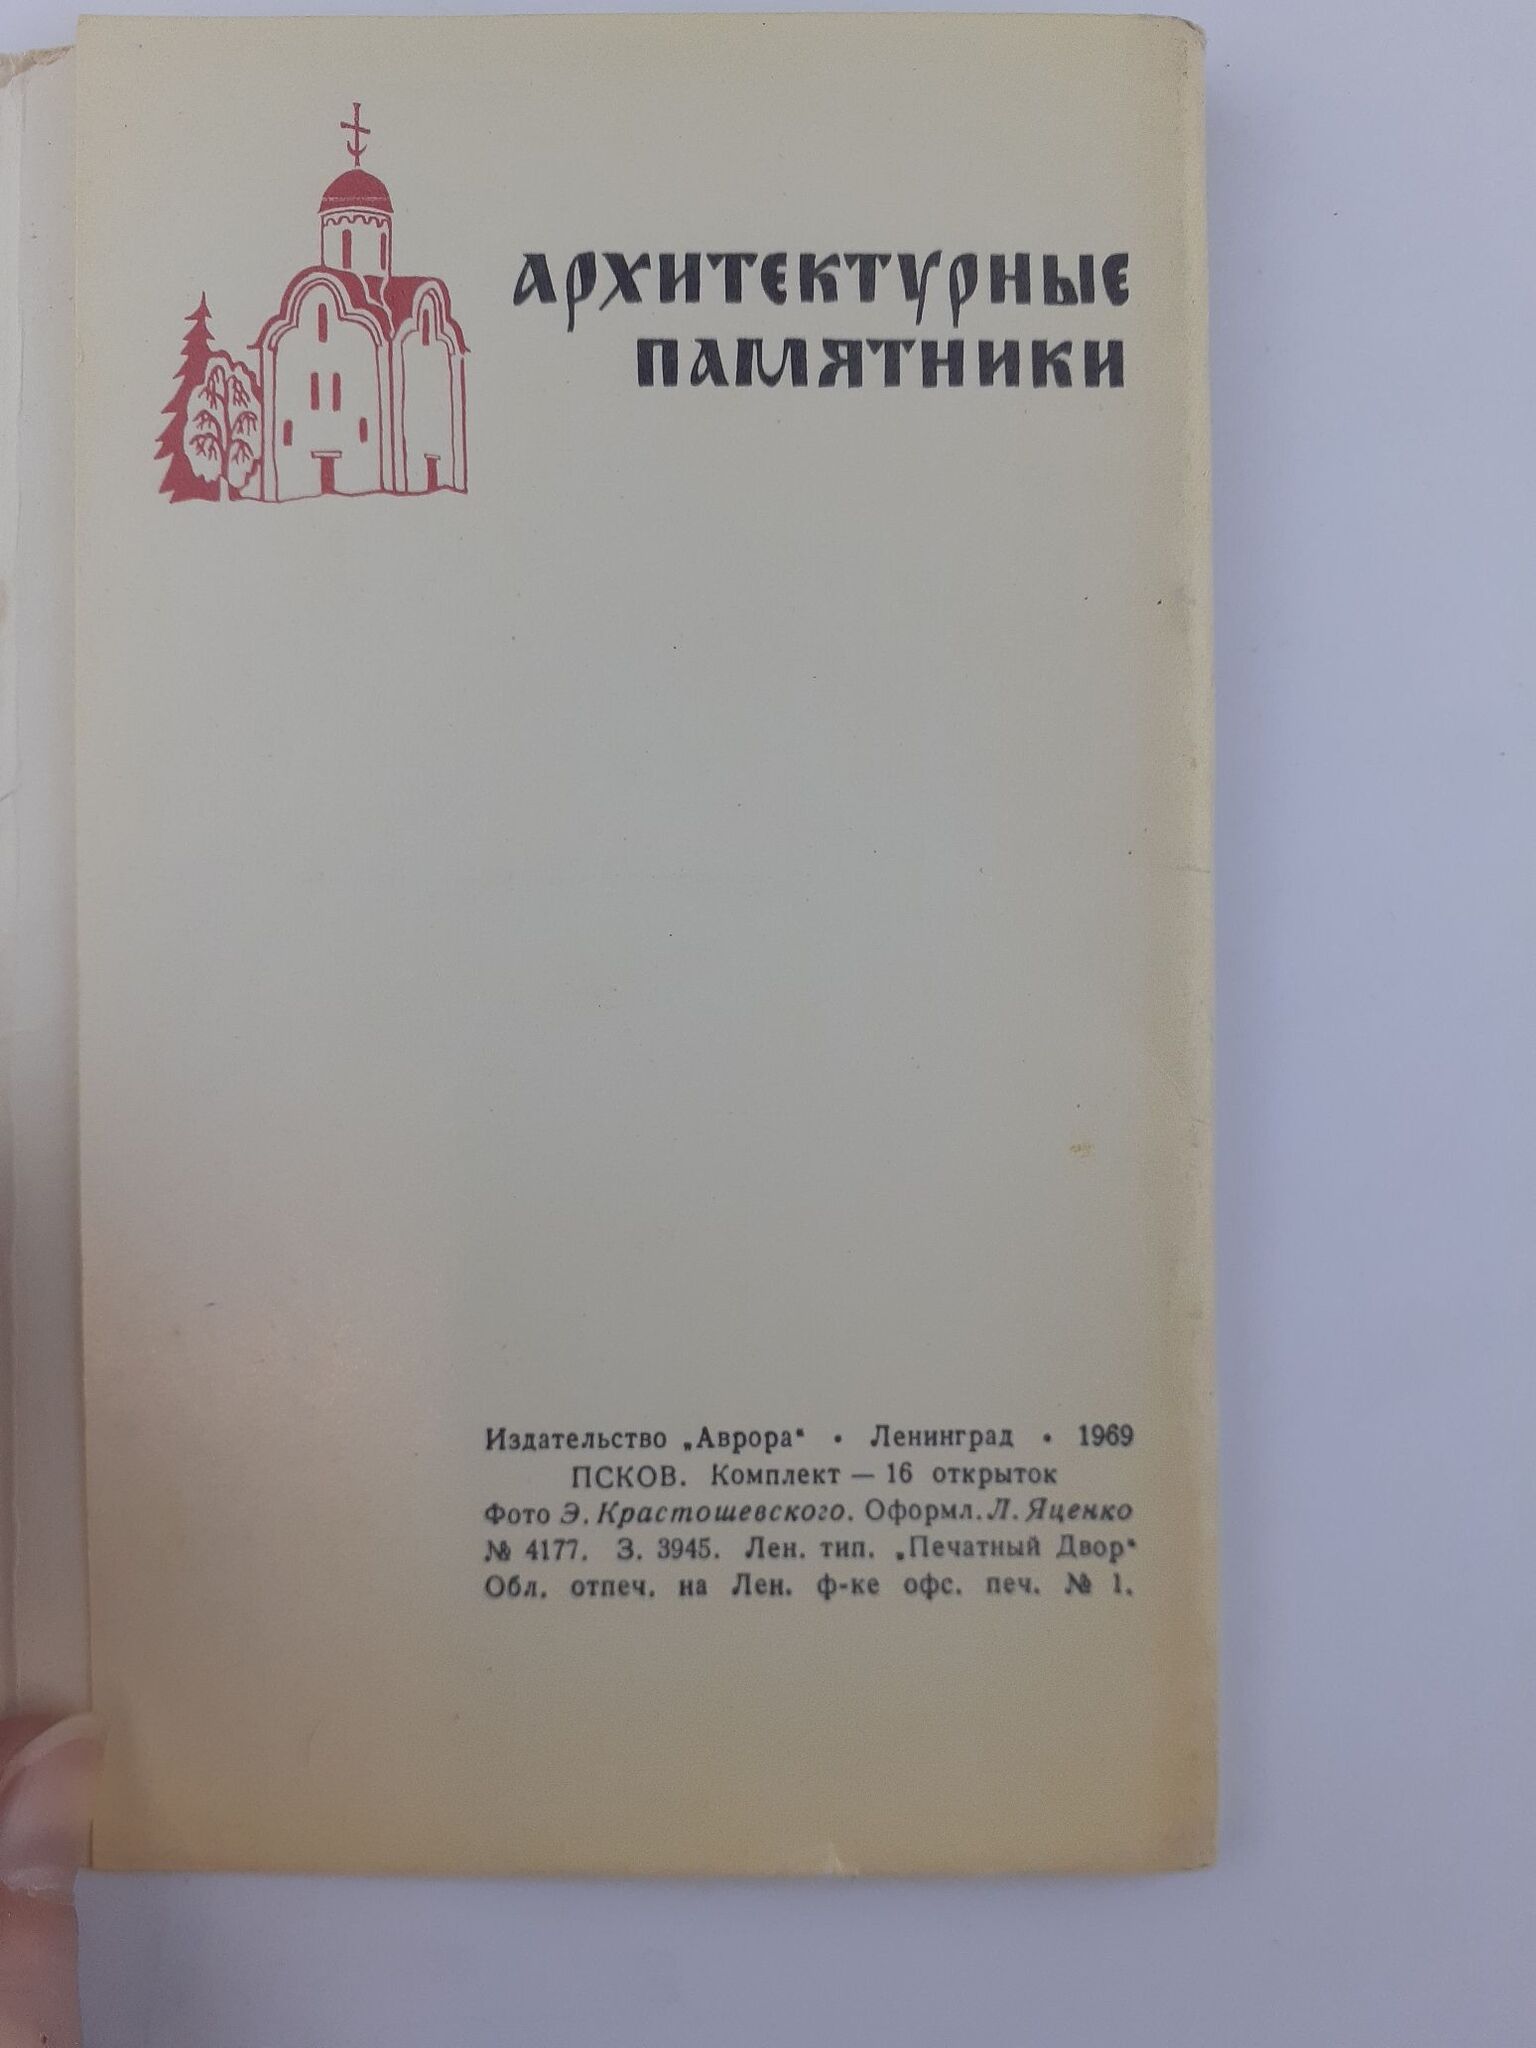 АРХИТЕКТУРНЫЕ
ПАМЯТНИКИ
Издательство „Аврора“ • Ленинград • 1969
ПСКОВ. Комплект — 16 открыток
Фото Э. Крастошевского. Оформл. Л. Яценко
№ 4177. З. 3945. Лен. тип. „Печатный Двор“
Обл. отпеч. на Лен. ф-ке офс. печ. № 1.